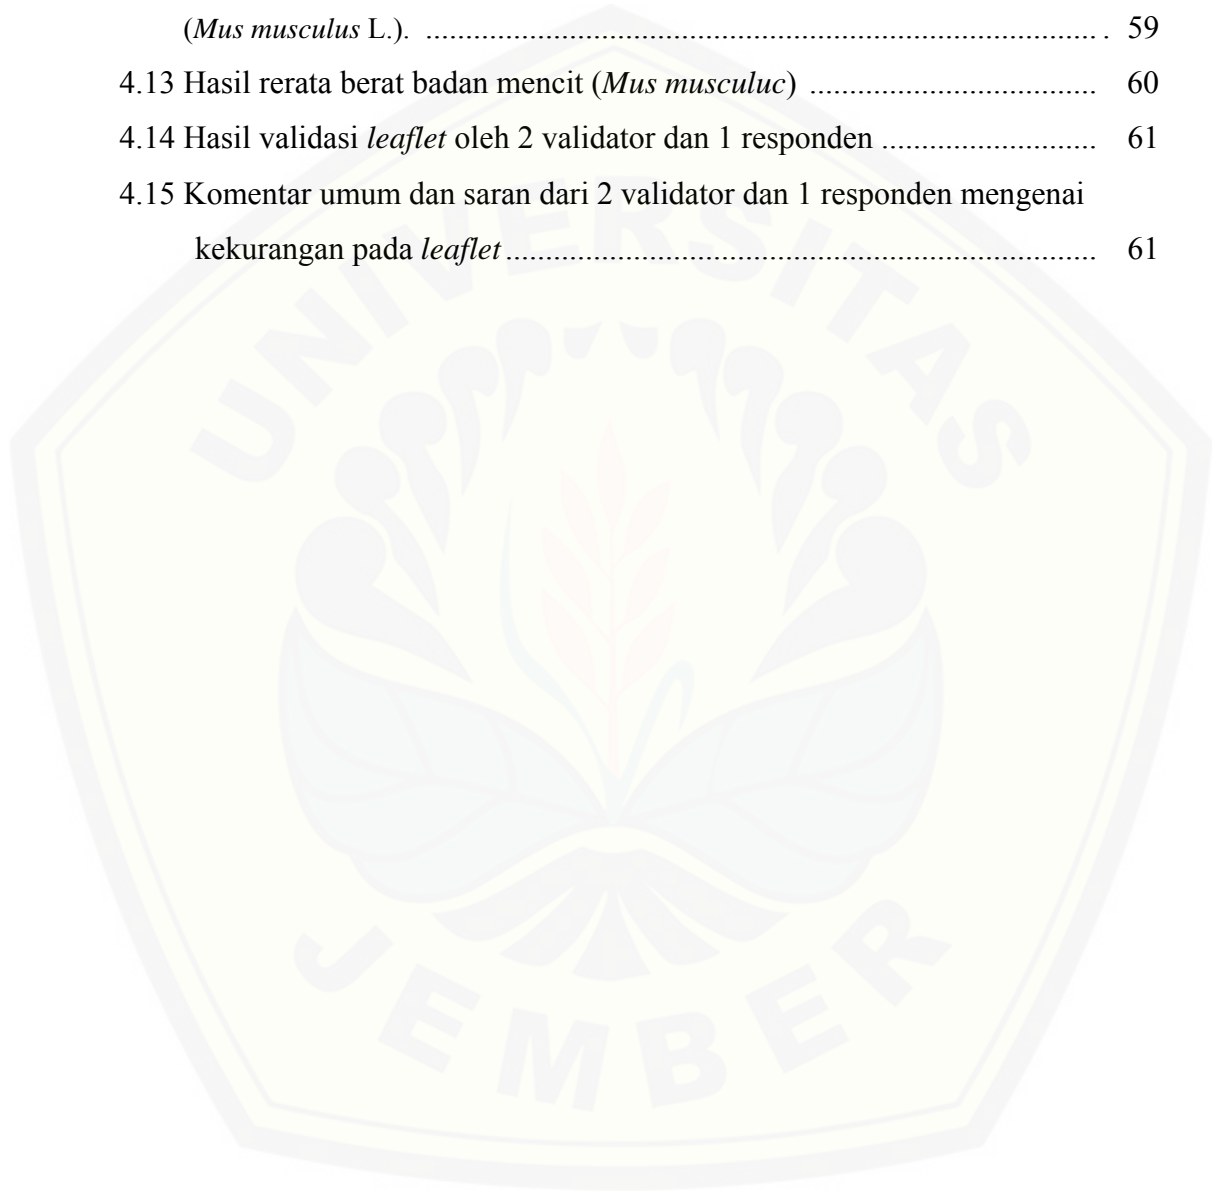 (Mus musculus L.). ........................................................................................ . 59
4.13 Hasil rerata berat badan mencit (Mus musculuc) .................................... 60
4.14 Hasil validasi leaflet oleh 2 validator dan 1 responden ........................... 61
4.15 Komentar umum dan saran dari 2 validator dan 1 responden mengenai
kekurangan pada leaflet ........................................................................... 61
UNIVERSITAS
JEMBER